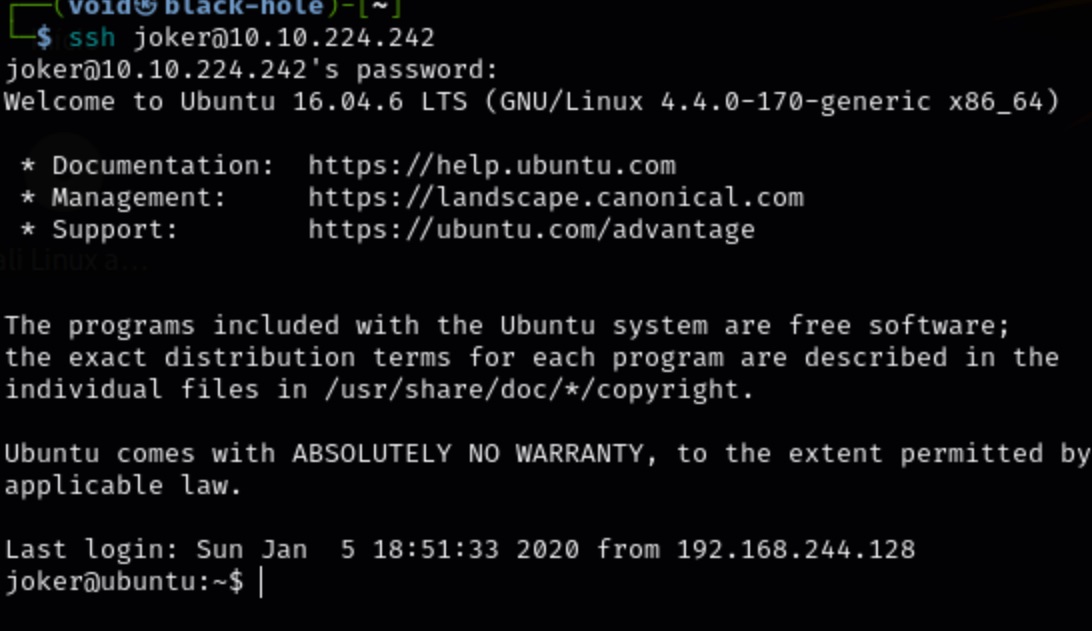 (void㉿black-hole)-[~]
$ ssh joker@10.10.224.242
joker@10.10.224.242's password:
Welcome to Ubuntu 16.04.6 LTS (GNU/Linux 4.4.0-170-generic x86_64)
* Documentation:  https://help.ubuntu.com
* Management:     https://landscape.canonical.com
* Support:        https://ubuntu.com/advantage
ali Linux a...
The programs included with the Ubuntu system are free software;
the exact distribution terms for each program are described in the
individual files in /usr/share/doc/*/copyright.
Ubuntu comes with ABSOLUTELY NO WARRANTY, to the extent permitted by
applicable law.
Last login: Sun Jan  5 18:51:33 2020 from 192.168.244.128
joker@ubuntu:~$